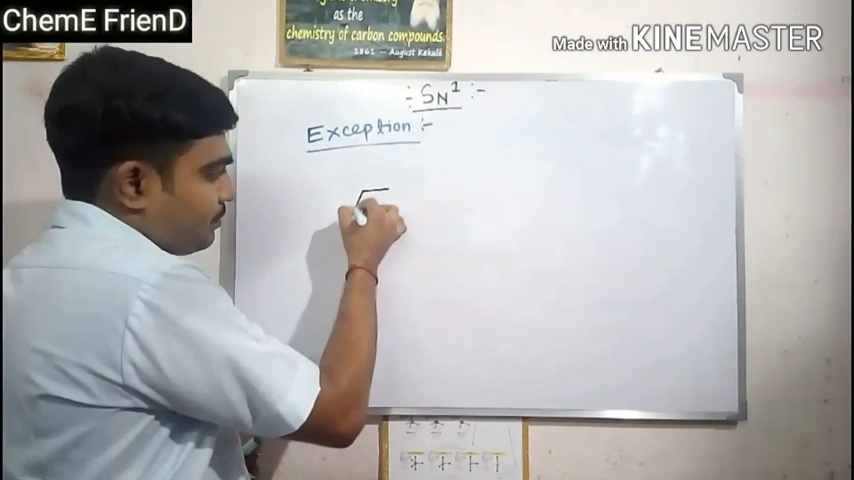 ChemE FrienD
as the
chemistry of carbon compounds.
1861 - August Kekulé
Made with KINEMASTER
:- SN¹ :-
Exception :-